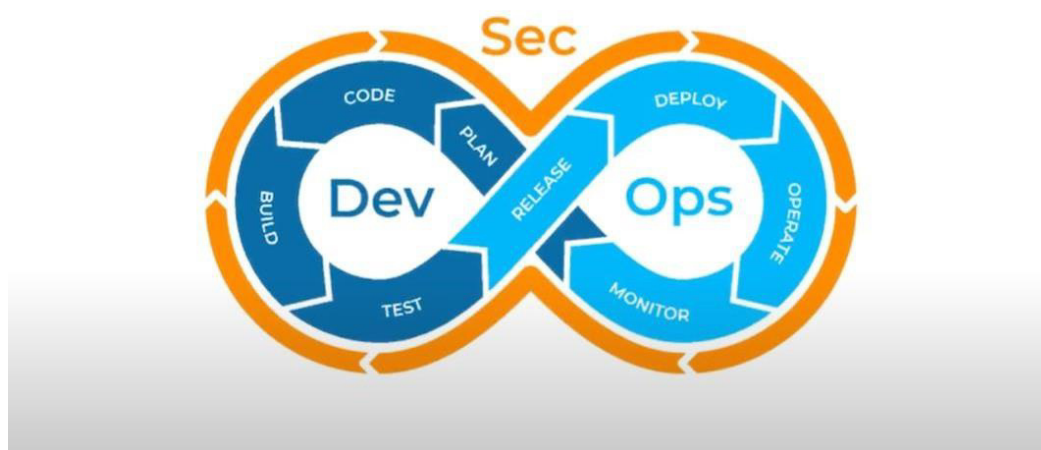 Sec
CODE
DEPLOY
PLAN
RELEASE
Dev
Ops
BUILD
OPERATE
TEST
MONITOR